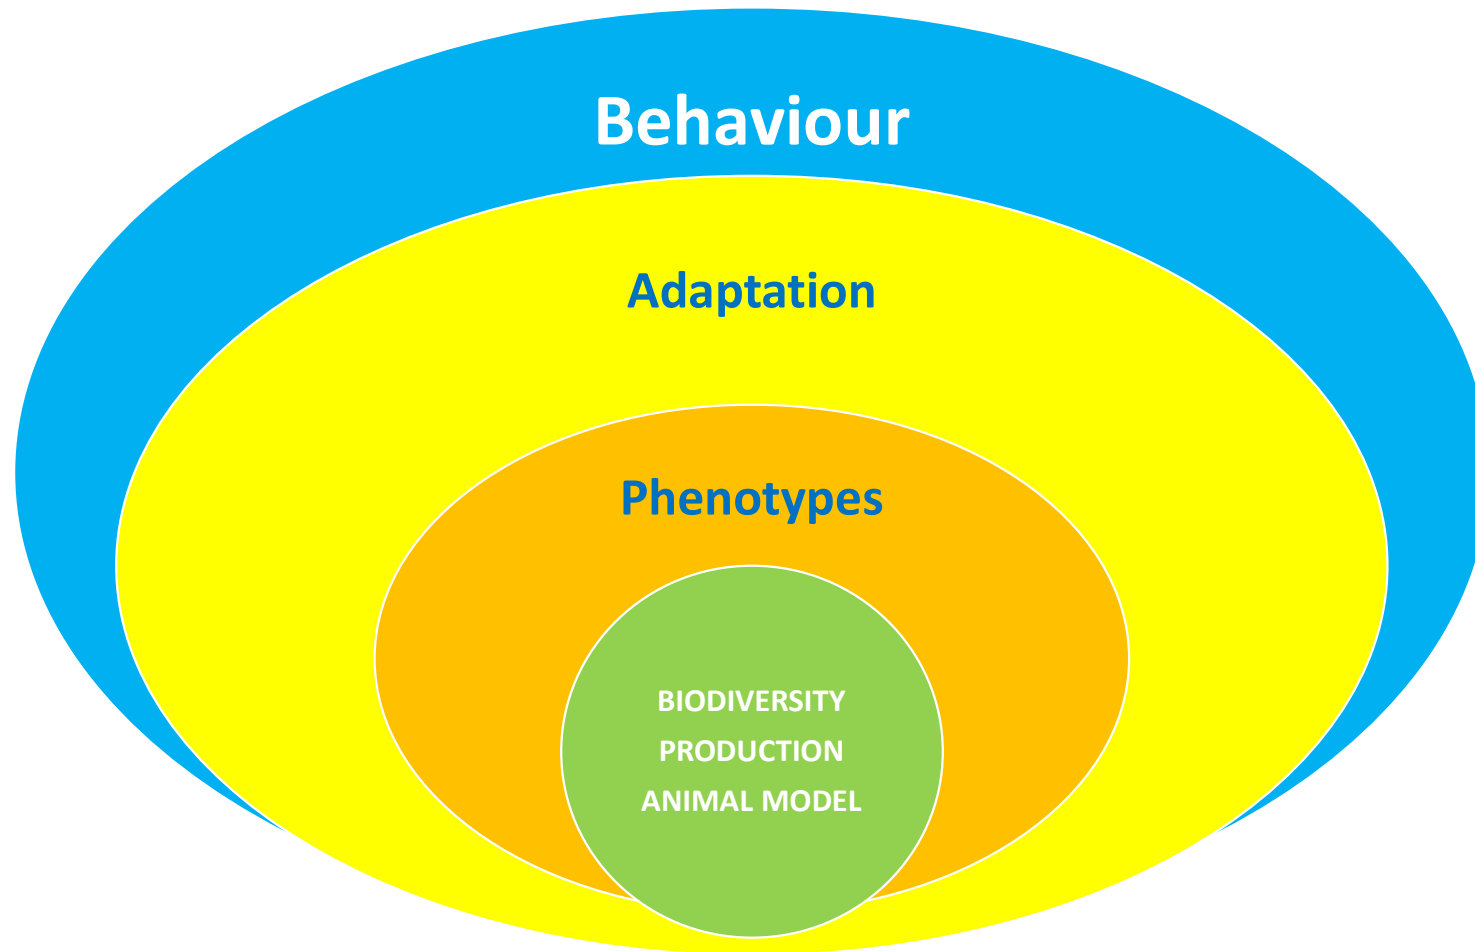 Behaviour
Adaptation
Phenotypes
BIODIVERSITY
PRODUCTION
ANIMAL MODEL